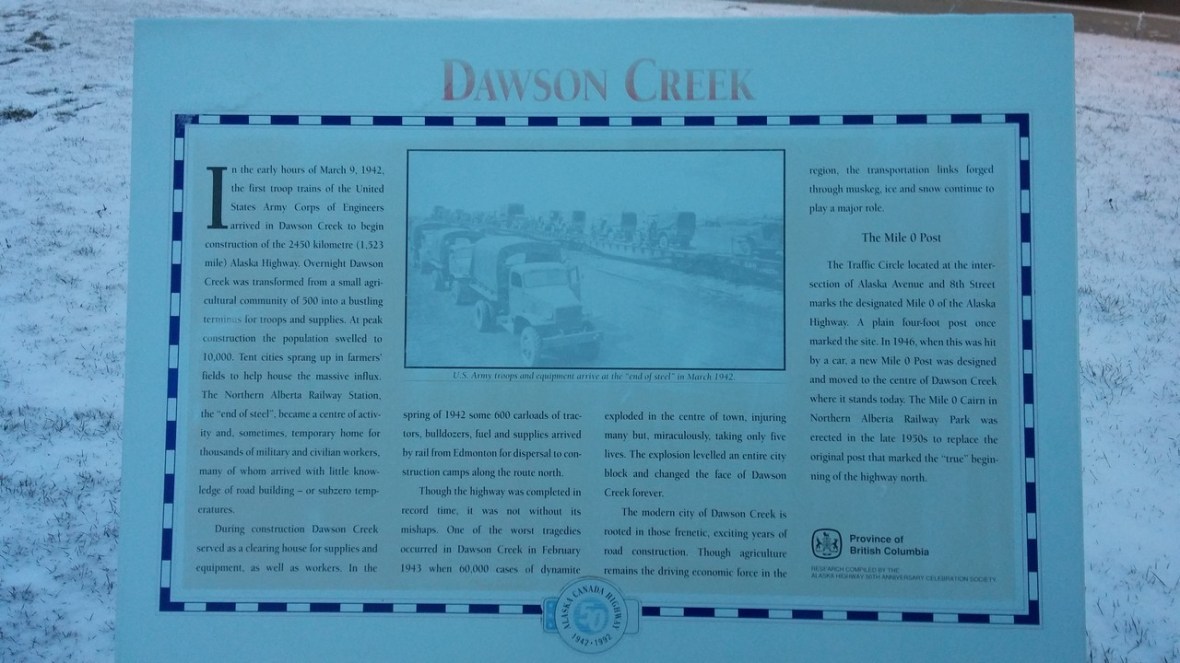 DAWSON CREEK
In the early hours of March 9, 1942,
the first troop trains of the United
States Army Corps of Engineers
arrived in Dawson Creek to begin
construction of the 2450 kilometre (1,523
mile) Alaska Highway. Overnight Dawson
Creek was transformed from a small agri-
cultural community of 500 into a bustling
terminus for troops and supplies. At peak
construction the population swelled to
10,000. Tent cities sprang up in farmers'
fields to help house the massive influx.
The Northern Alberta Railway Station,
the "end of steel", became a centre of activ-
ity and, sometimes, temporary home for
thousands of military and civilian workers,
many of whom arrived with little know-
ledge of road building – or subzero temp-
eratures.
During construction Dawson Creek
served as a clearing house for supplies and
equipment, as well as workers. In the
U.S. Army troops and equipment arrive at the "end of steel" in March 1942.
spring of 1942 some 600 carloads of trac-
tors, bulldozers, fuel and supplies arrived
by rail from Edmonton for dispersal to con-
struction camps along the route north.
Though the highway was completed in
record time, it was not without its
mishaps. One of the worst tragedies
occurred in Dawson Creek in February
1943 when 60,000 cases of dynamite
exploded in the centre of town, injuring
many but, miraculously, taking only five
lives. The explosion levelled an entire city
block and changed the face of Dawson
Creek forever.
The modern city of Dawson Creek is
rooted in those frenetic, exciting years of
road construction. Though agriculture
remains the driving economic force in the
region, the transportation links forged
through muskeg, ice and snow continue to
play a major role.
The Mile 0 Post
The Traffic Circle located at the inter-
section of Alaska Avenue and 8th Street
marks the designated Mile 0 of the Alaska
Highway. A plain four-foot post once
marked the site. In 1946, when this was hit
by a car, a new Mile 0 Post was designed
and moved to the centre of Dawson Creek
where it stands today. The Mile 0 Cairn in
Northern Alberta Railway Park was
erected in the late 1950s to replace the
original post that marked the "true" begin-
ning of the highway north.
Province of
British Columbia
RESEARCH COMPILED BY THE
ALASKA HIGHWAY 50TH ANNIVERSARY CELEBRATION SOCIETY
ALASKA CANADA HIGHWAY
50
1942•1992